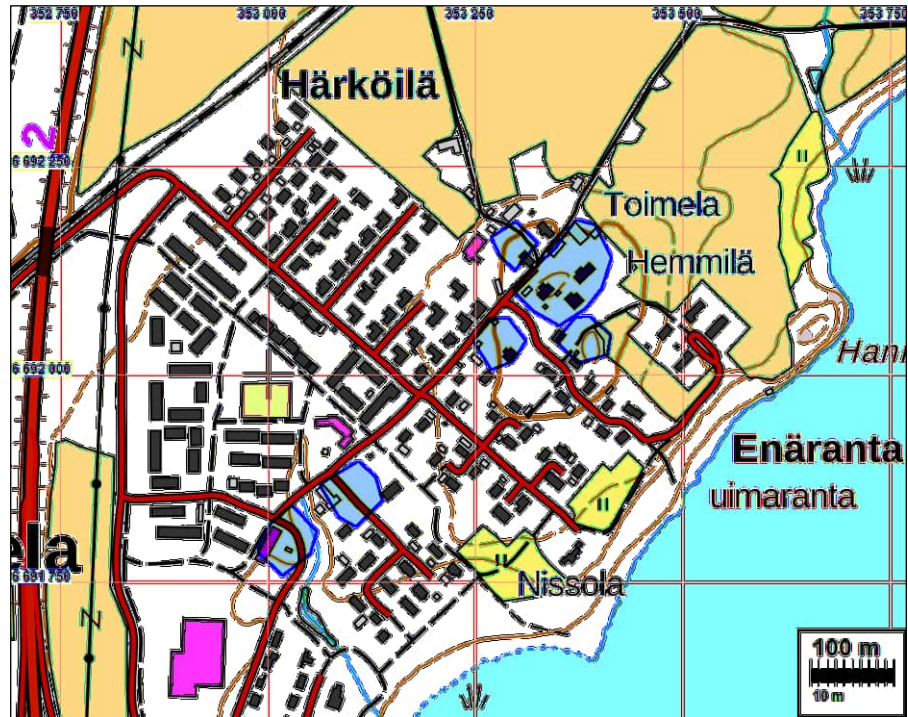 352 750
353 000
353 250
353 500
353 750
Härköilä
2
6 692 250
Toimela
Hemmilä
6 692 000
Hann
Enäranta
uimaranta
ela
6 691 750
Nissola
100 m
10 m